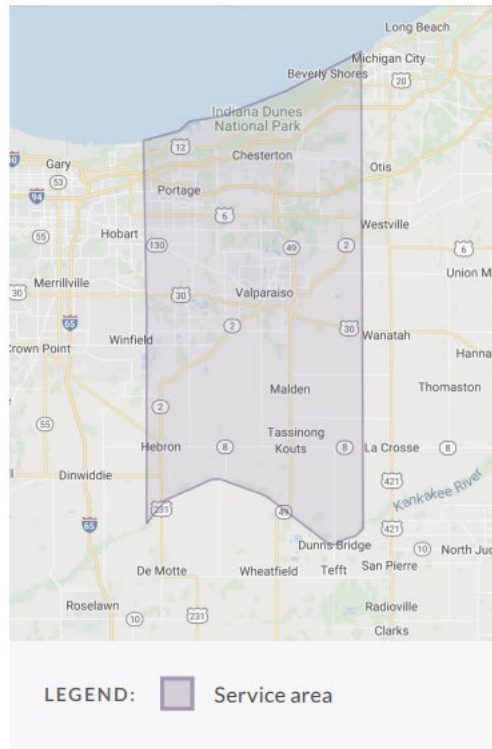 Long Beach
Michigan City
Beverly Shores
20
Indiana Dunes
National Park
12
Chesterton
90
Gary
53
Otis
94
Portage
6
Westville
55
Hobart
130
49
2
6
Union M
Merrillville
30
30
Valparaiso
65
2
30
Winfield
Wanatah
Crown Point
Hanna
Malden
Thomaston
2
55
Tassinong
Kouts
Hebron
8
8
La Crosse
8
Dinwiddie
421
Kankakee River
231
49
65
421
Dunns Bridge
10
North Jud
De Motte
Wheatfield
Tefft
San Pierre
Roselawn
10
231
Radioville
Clarks
LEGEND:
Service area